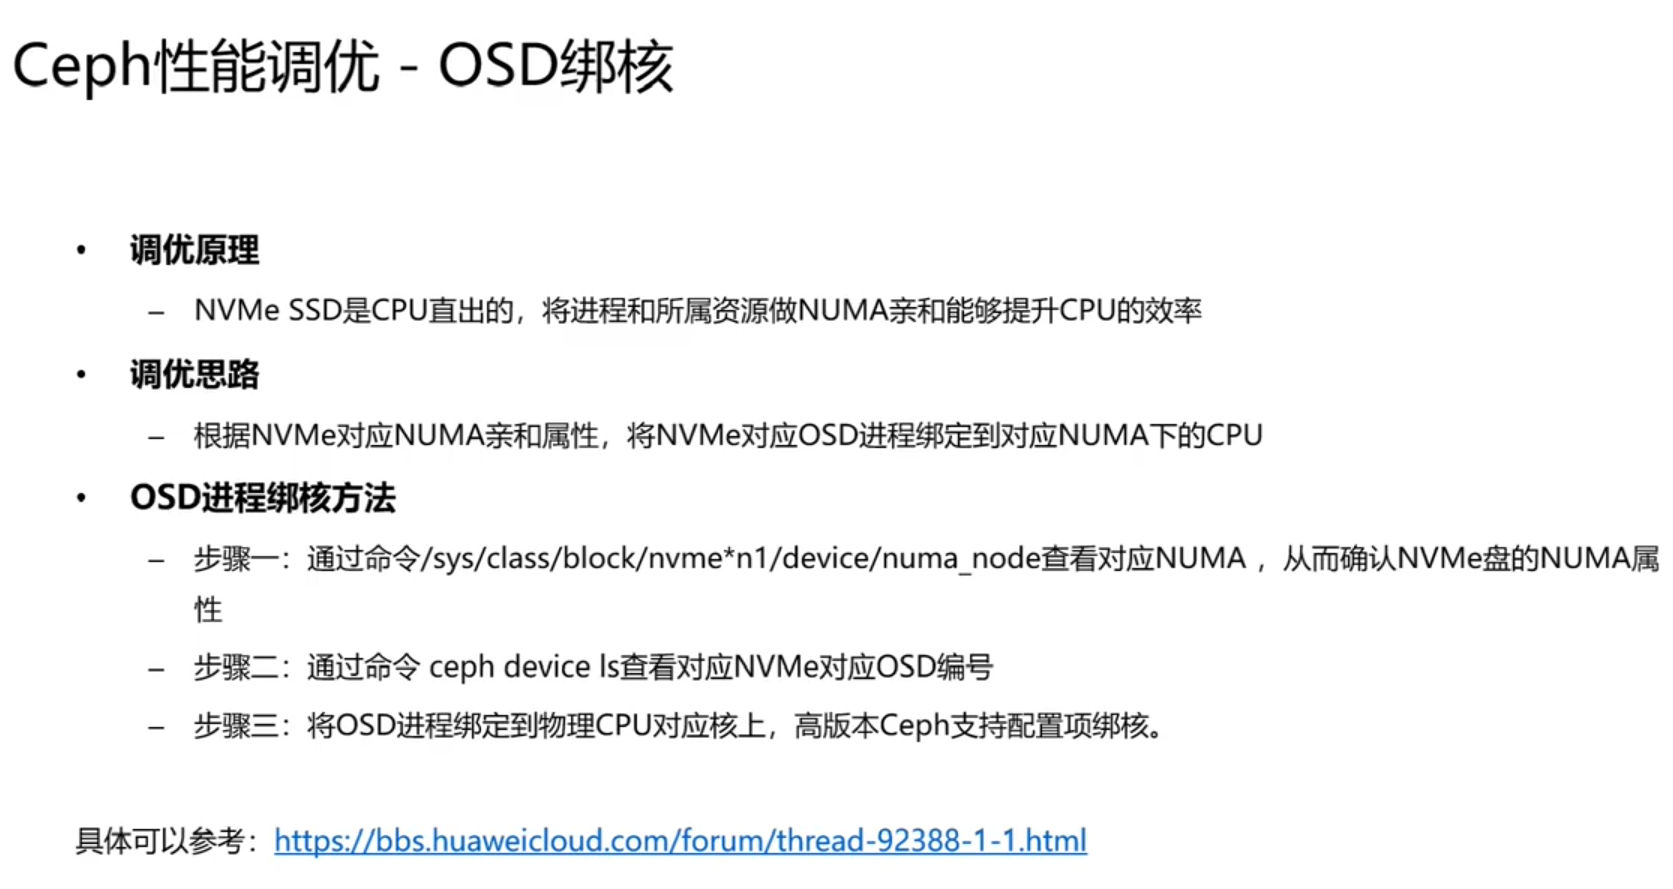 Ceph性能调优 - OSD绑核
• 调优原理
– NVMe SSD是CPU直出的，将进程和所属资源做NUMA亲和能够提升CPU的效率
• 调优思路
– 根据NVMe对应NUMA亲和属性，将NVMe对应OSD进程绑定到对应NUMA下的CPU
• OSD进程绑核方法
– 步骤一：通过命令/sys/class/block/nvme*n1/device/numa_node查看对应NUMA ，从而确认NVMe盘的NUMA属
性
– 步骤二：通过命令 ceph device ls查看对应NVMe对应OSD编号
– 步骤三：将OSD进程绑定到物理CPU对应核上，高版本Ceph支持配置项绑核。
具体可以参考：https://bbs.huaweicloud.com/forum/thread-92388-1-1.html